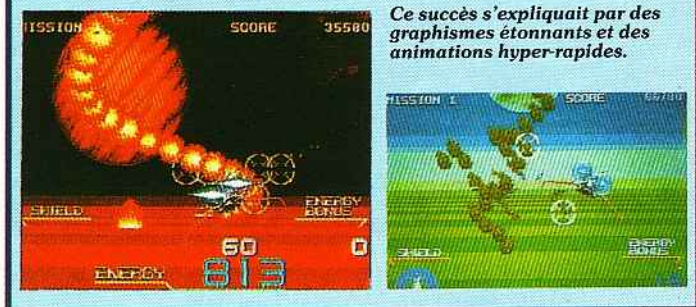 Ce succès s'expliquait par des
graphismes étonnants et des
animations hyper-rapides.
MISSION SCORE 35580
SHIELD ENERGY
BONUS
60 0
ENERGY 813
MISSION 1 SCORE
SHIELD ENERGY
BONUS